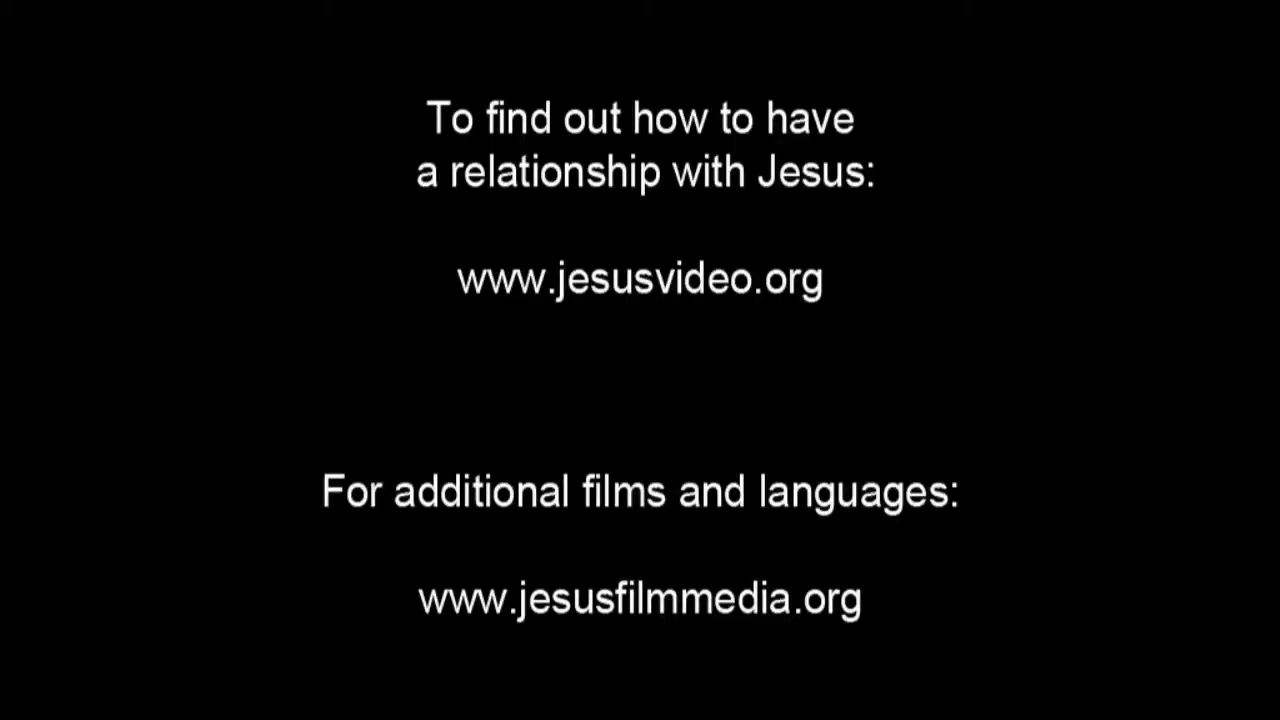 To find out how to have
a relationship with Jesus:
www.jesusvideo.org
For additional films and languages:
www.jesusfilmmedia.org